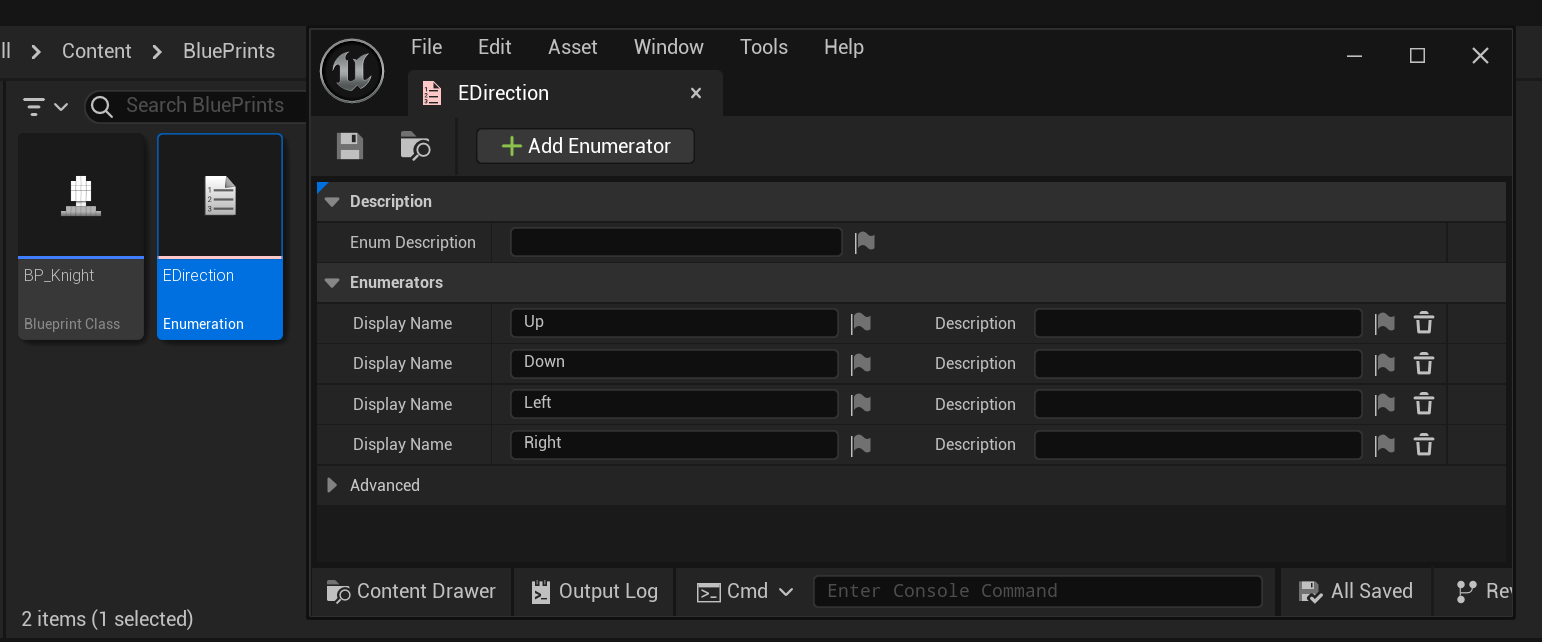 ll > Content > BluePrints
Search BluePrints
BP_Knight
Blueprint Class
EDirection
Enumeration
2 items (1 selected)
File Edit Asset Window Tools Help
EDirection
Add Enumerator
Description
Enum Description
Enumerators
Display Name Up Description
Display Name Down Description
Display Name Left Description
Display Name Right Description
Advanced
Content Drawer Output Log Cmd Enter Console Command All Saved Rev